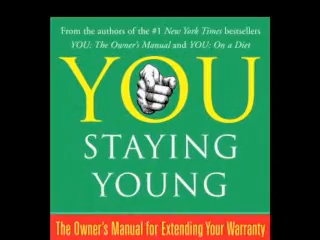 From the authors of the #1 New York Times bestsellers
YOU: The Owner's Manual and YOU: On a Diet
YOU
STAYING
YOUNG
The Owner's Manual for Extending Your Warranty